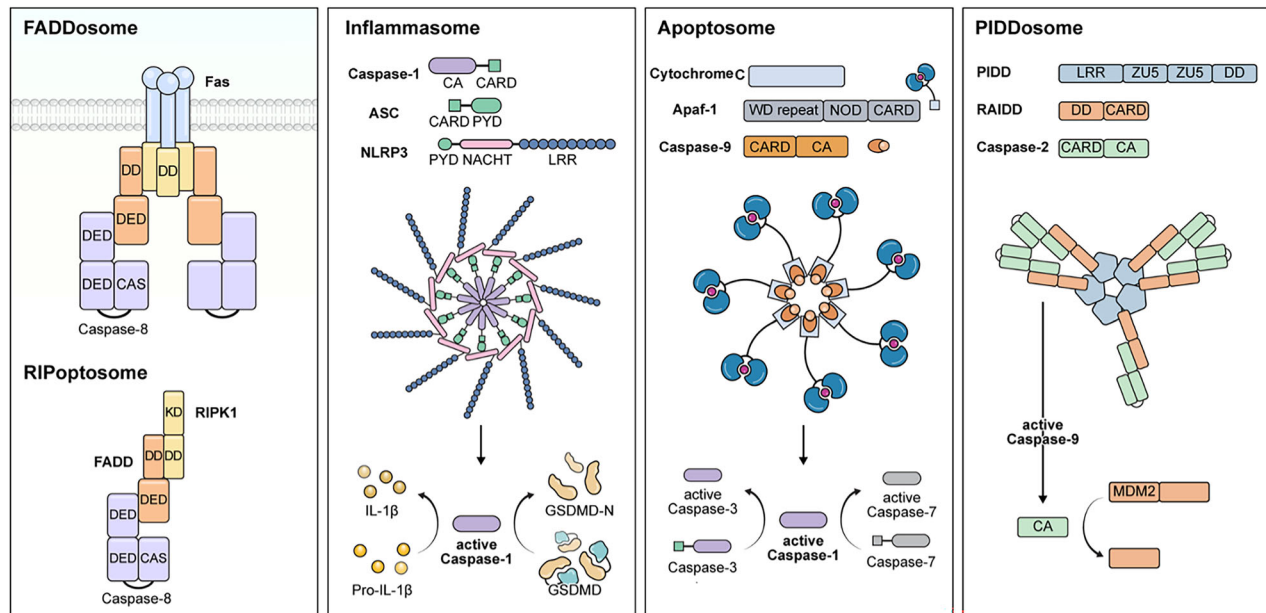 FADDosome
Fas
DD
DD
DED
DED
DED CAS
Caspase-8
RIPoptosome
KD
RIPK1
FADD
DD DD
DED
DED
DED CAS
Caspase-8
Inflammasome
Caspase-1
CA CARD
ASC
CARD PYD
NLRP3
PYD NACHT LRR
IL-1β
GSDMD-N
active
Caspase-1
Pro-IL-1β
GSDMD
Apoptosome
Cytochrome C
Apaf-1 WD repeat NOD CARD
Caspase-9 CARD CA
active
Caspase-3
active
Caspase-7
active
Caspase-1
Caspase-3
Caspase-7
PIDDosome
PIDD LRR ZU5 ZU5 DD
RAIDD DD CARD
Caspase-2 CARD CA
active
Caspase-9
MDM2
CA